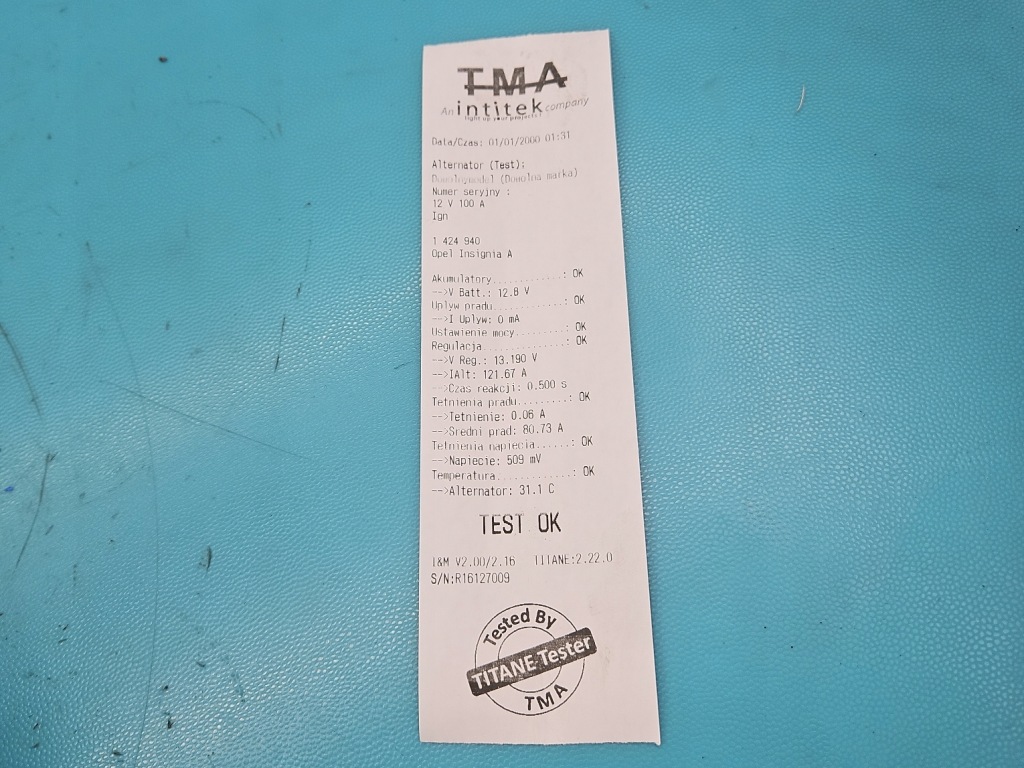 TMA
An intitek company
light up your projects!
Data/Czas: 01/01/2000 01:31
Alternator (Test):
(Dowolna marka)
Numer seryjny :
12 V 100 A
Ign
1 424 940
Opel Insignia A
Akumulatory............: OK
-->V Batt.: 12.8 V
Uplyw pradu............: OK
-->I Uplyw: 0 mA
Ustawienie mocy........: OK
Regulacja..............: OK
-->V Reg.: 13.190 V
-->IAlt: 121.67 A
-->Czas reakcji: 0.500 s
Tetnienia pradu........: OK
-->Tetnienie: 0.06 A
-->Sredni prad: 80.73 A
Tetnienia napiecia.....: OK
-->Napiecie: 509 mV
Temperatura............: OK
-->Alternator: 31.1 C
TEST OK
I&M V2.00/2.16 TITANE:2.22.0
S/N:R16127009
Tested By
TITANE Tester
TMA